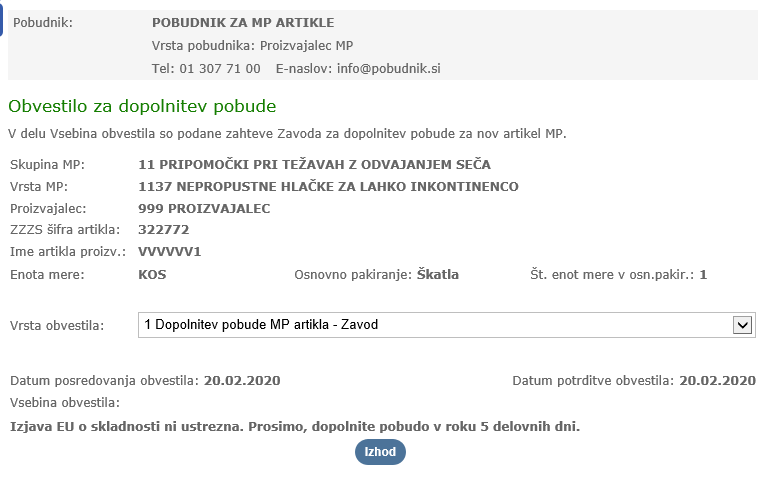 Pobudnik: POBUDNIK ZA MP ARTIKLE
Vrsta pobudnika: Proizvajalec MP
Tel: 01 307 71 00 E-naslov: info@pobudnik.si
Obvestilo za dopolnitev pobude
V delu Vsebina obvestila so podane zahteve Zavoda za dopolnitev pobude za nov artikel MP.
Skupina MP: 11 PRIPOMOČKI PRI TEŽAVAH Z ODVAJANJEM SEČA
Vrsta MP: 1137 NEPROPUSTNE HLAČKE ZA LAHKO INKONTINENCO
Proizvajalec: 999 PROIZVAJALEC
ZZZS šifra artikla: 322772
Ime artikla proizv.: VVVVVV1
Enota mere: KOS Osnovno pakiranje: Škatla Št. enot mere v osn.pakir.: 1
Vrsta obvestila: 1 Dopolnitev pobude MP artikla - Zavod
Datum posredovanja obvestila: 20.02.2020 Datum potrditve obvestila: 20.02.2020
Vsebina obvestila:
Izjava EU o skladnosti ni ustrezna. Prosimo, dopolnite pobudo v roku 5 delovnih dni.
Izhod